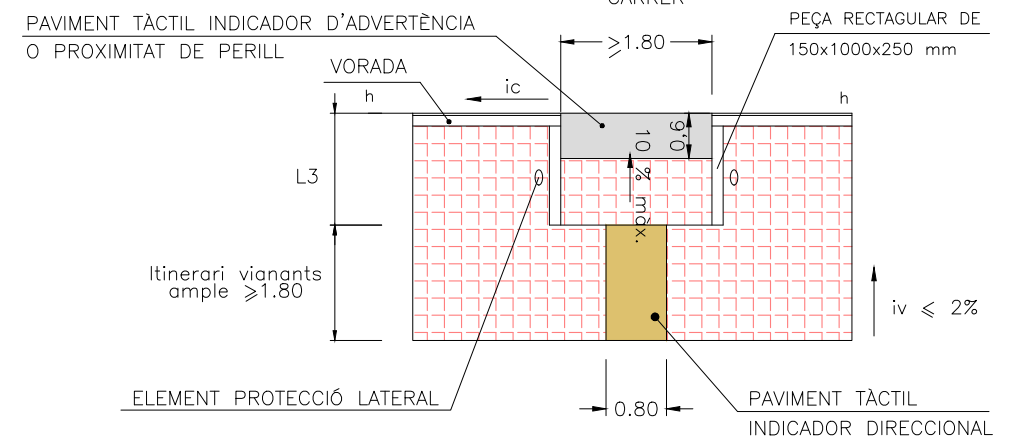 CARRER
PAVIMENT TÀCTIL INDICADOR D'ADVERTÈNCIA
O PROXIMITAT DE PERILL
≥1.80
PEÇA RECTAGULAR DE
150x1000x250 mm
VORADA
h
ic
h
0,6
10 % màx.
L3
Itinerari vianants
ample ≥1.80
iv ≤ 2%
ELEMENT PROTECCIÓ LATERAL
0.80
PAVIMENT TÀCTIL
INDICADOR DIRECCIONAL